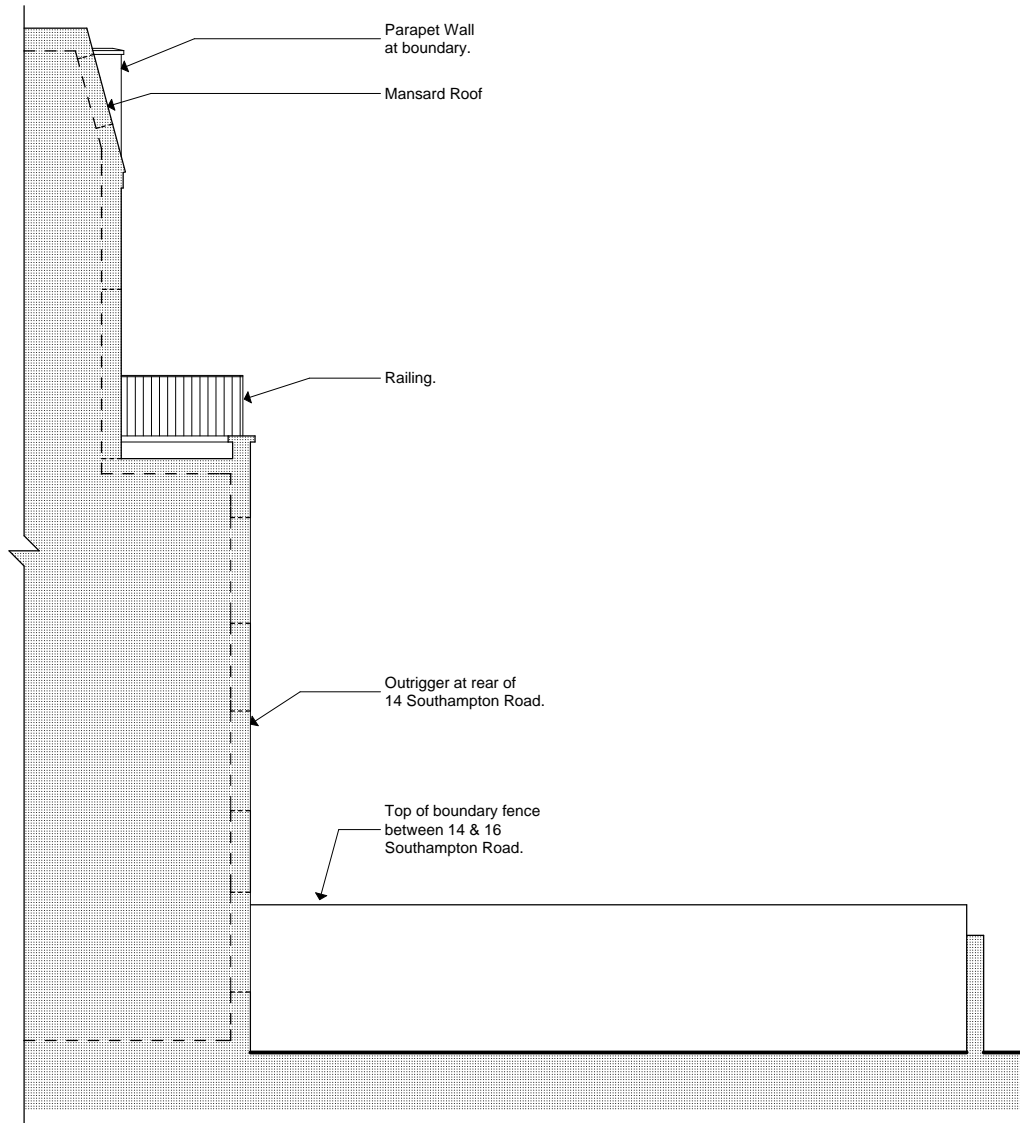 Parapet Wall
at boundary.
Mansard Roof
Railing.
Outrigger at rear of
14 Southampton Road.
Top of boundary fence
between 14 & 16
Southampton Road.